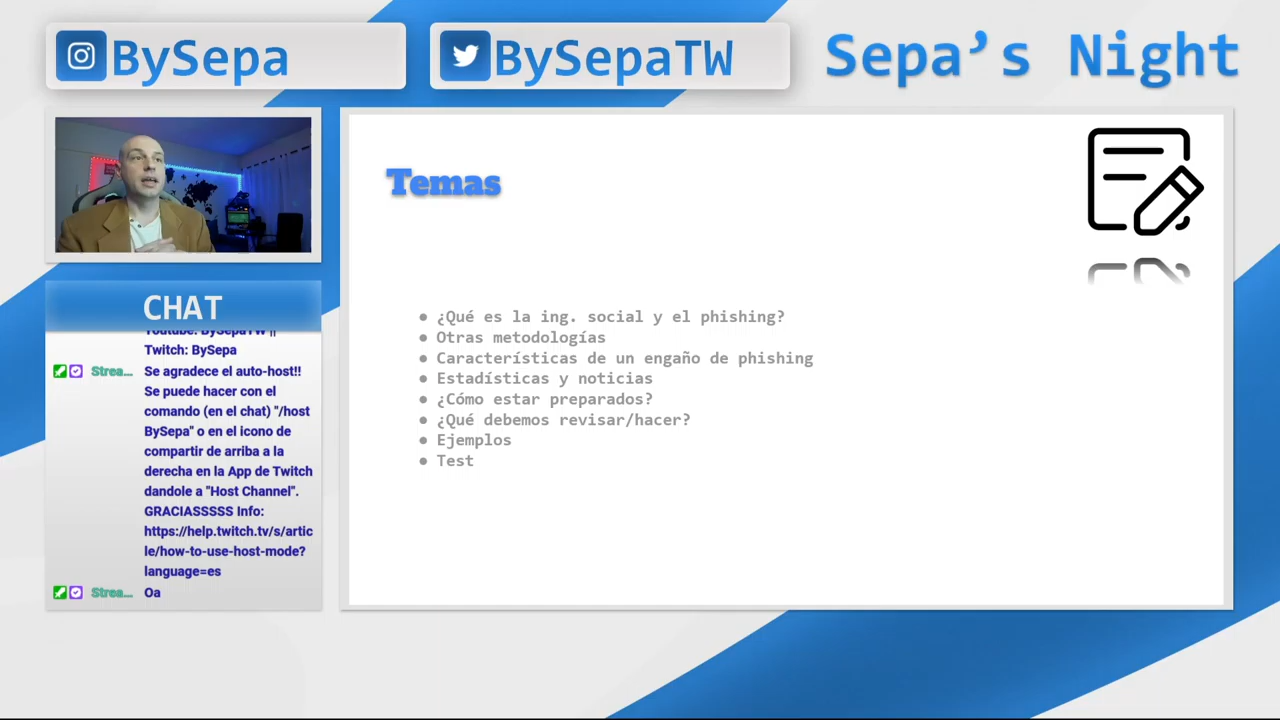 BySepa
BySepaTW
Sepa’s Night
Temas
● ¿Qué es la ing. social y el phishing?
● Otras metodologías
● Características de un engaño de phishing
● Estadísticas y noticias
● ¿Cómo estar preparados?
● ¿Qué debemos revisar/hacer?
● Ejemplos
● Test
CHAT
Youtube: BySepaTW ||
Twitch: BySepa
Strea... Se agradece el auto-host!!
Se puede hacer con el
comando (en el chat) "/host
BySepa" o en el icono de
compartir de arriba a la
derecha en la App de Twitch
dandole a "Host Channel".
GRACIASSSSS Info:
https://help.twitch.tv/s/artic
le/how-to-use-host-mode?
language=es
Strea... Oa